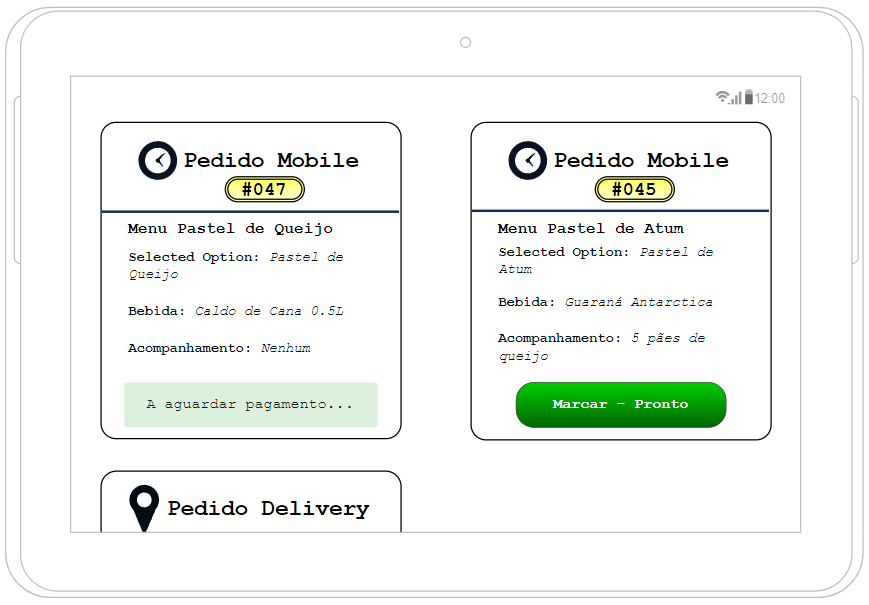 12:00
Pedido Mobile
#047
Menu Pastel de Queijo
Selected Option: Pastel de
Queijo
Bebida: Caldo de Cana 0.5L
Acompanhamento: Nenhum
A aguardar pagamento...
Pedido Mobile
#045
Menu Pastel de Atum
Selected Option: Pastel de
Atum
Bebida: Guaraná Antarctica
Acompanhamento: 5 pães de
queijo
Marcar - Pronto
Pedido Delivery